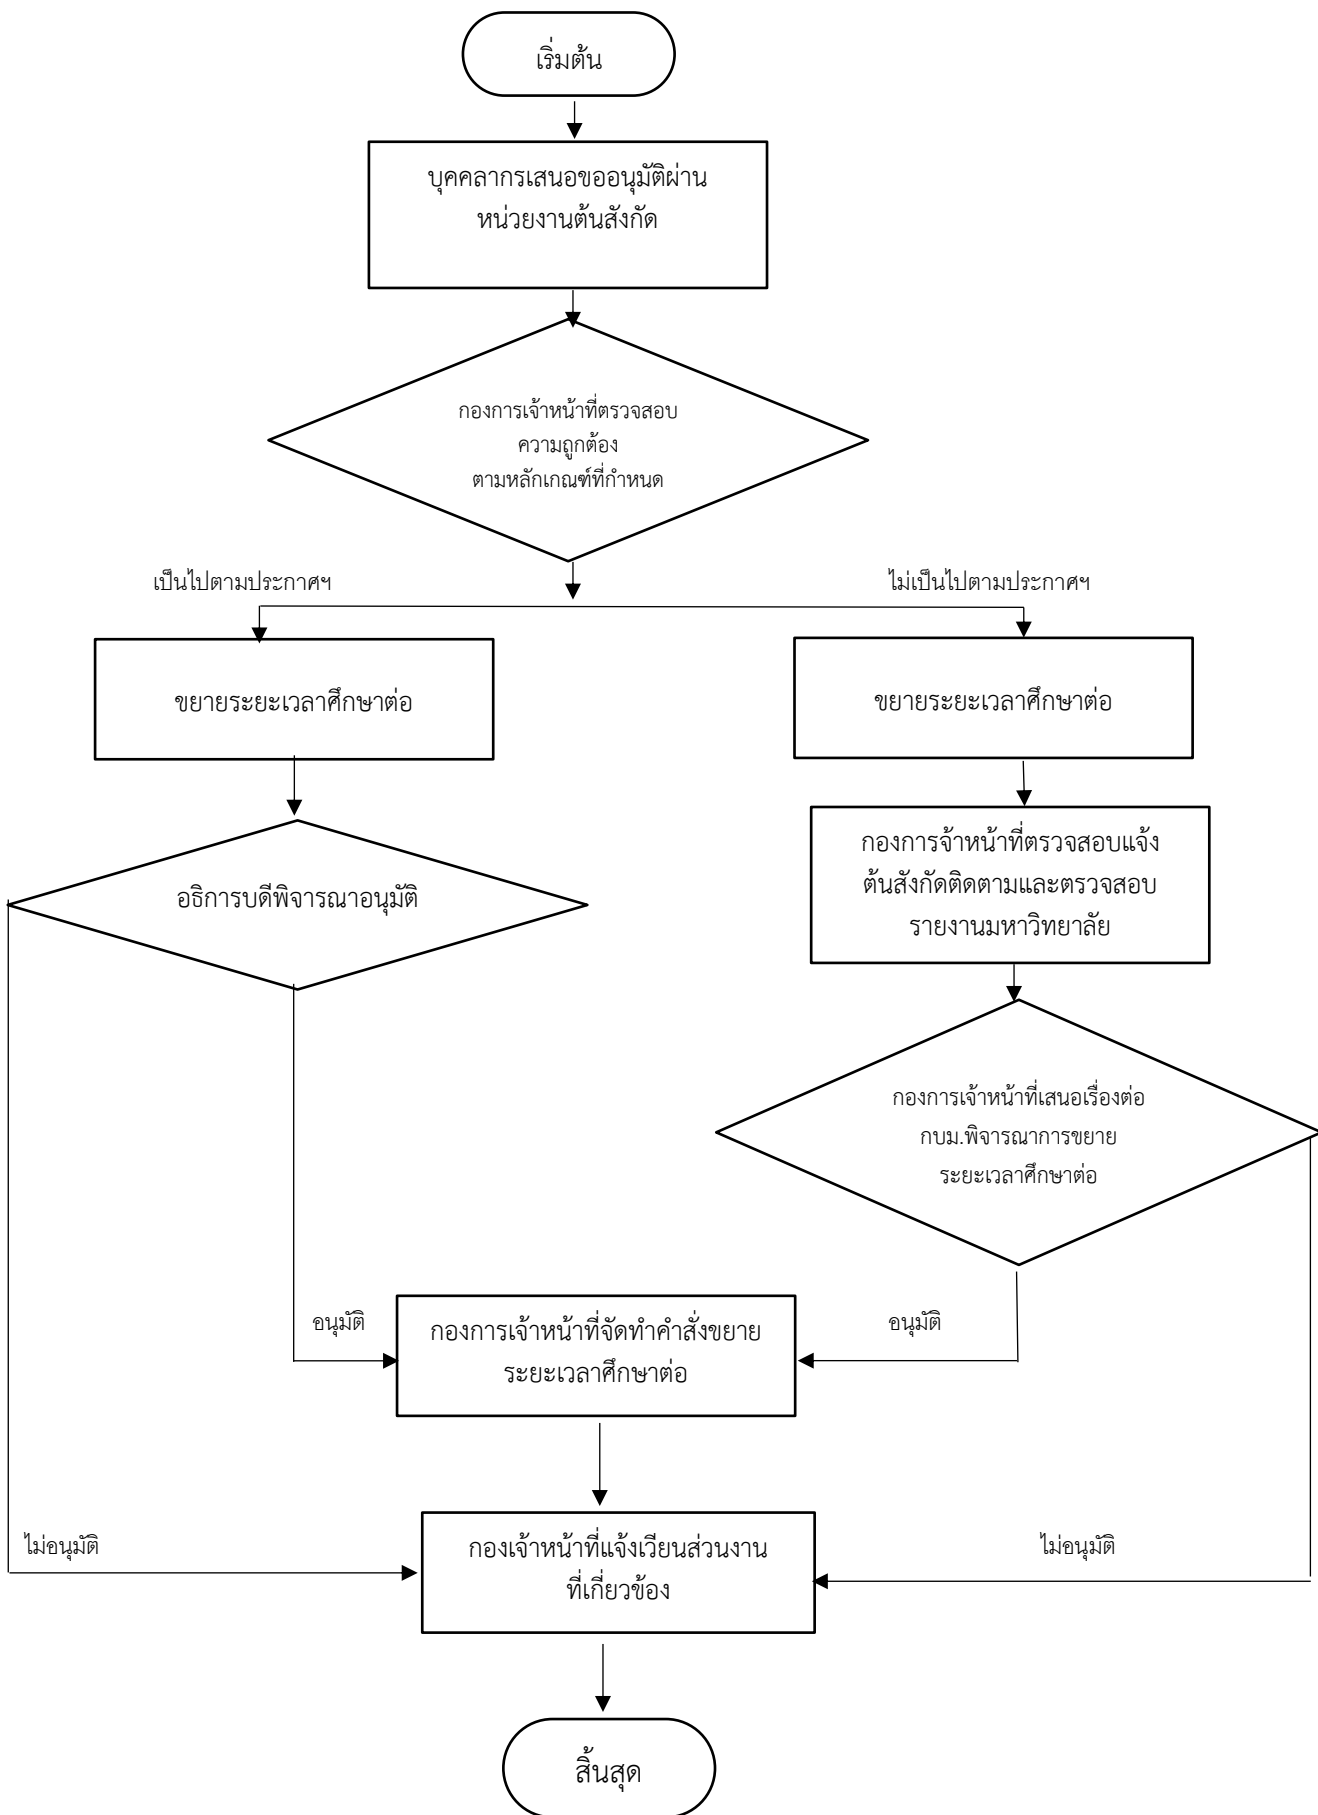 เริ่มต้น
บุคคลากรเสนอขออนุมัติผ่าน
หน่วยงานต้นสังกัด
กองการเจ้าหน้าที่ตรวจสอบ
ความถูกต้อง
ตามหลักเกณฑ์ที่กำหนด
เป็นไปตามประกาศฯ
ไม่เป็นไปตามประกาศฯ
ขยายระยะเวลาศึกษาต่อ
ขยายระยะเวลาศึกษาต่อ
อธิการบดีพิจารณาอนุมัติ
กองการจ้าหน้าที่ตรวจสอบแจ้ง
ต้นสังกัดติดตามและตรวจสอบ
รายงานมหาวิทยาลัย
กองการเจ้าหน้าที่เสนอเรื่องต่อ
กบม.พิจารณาการขยาย
ระยะเวลาศึกษาต่อ
อนุมัติ
กองการเจ้าหน้าที่จัดทำคำสั่งขยาย
ระยะเวลาศึกษาต่อ
อนุมัติ
ไม่อนุมัติ
กองเจ้าหน้าที่แจ้งเวียนส่วนงาน
ที่เกี่ยวข้อง
ไม่อนุมัติ
สิ้นสุด